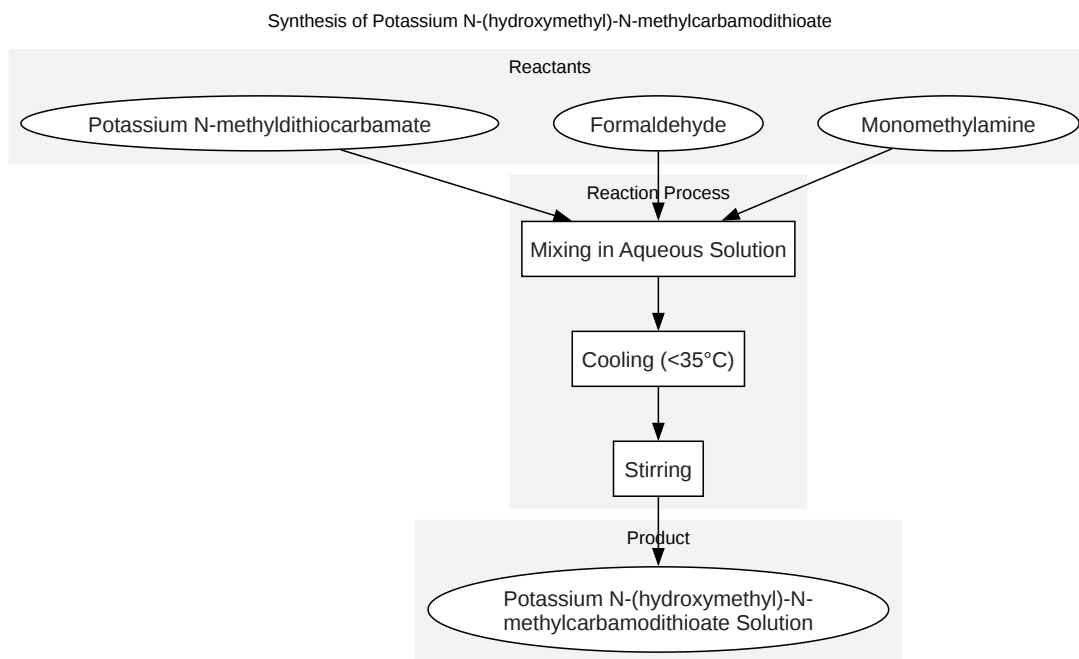 Synthesis of Potassium N-(hydroxymethyl)-N-methylcarbamodithioate
Reactants
Potassium N-methyldithiocarbamate
Formaldehyde
Monomethylamine
Reaction Process
Mixing in Aqueous Solution
Cooling (<35°C)
Stirring
Product
Potassium N-(hydroxymethyl)-N-
methylcarbamodithioate Solution